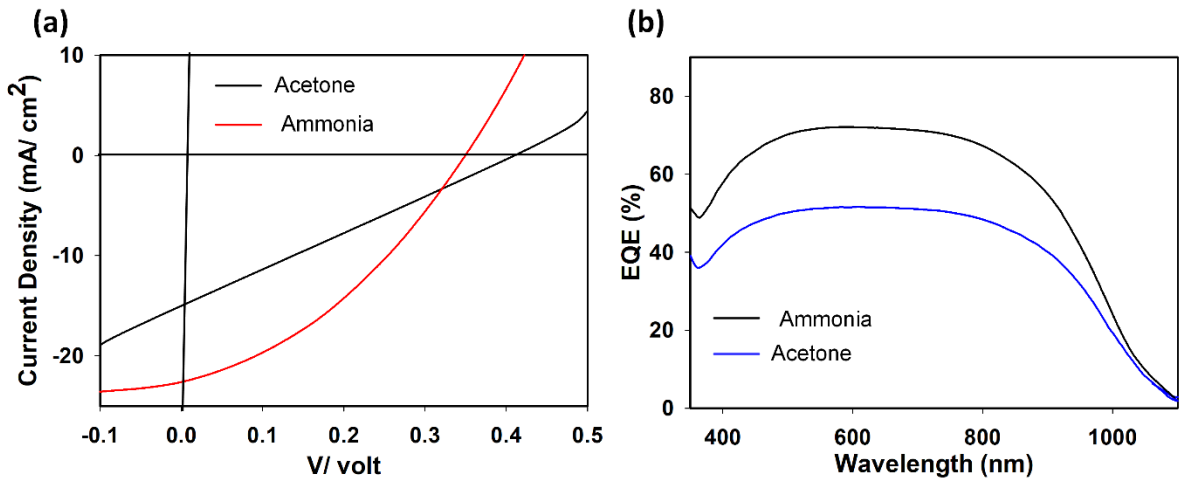 (a)
10
0
-10
-20
Current Density (mA/ cm²)
Acetone
Ammonia
-0.1 0.0 0.1 0.2 0.3 0.4 0.5
V/ volt
(b)
80
60
40
20
0
EQE (%)
Ammonia
Acetone
400 600 800 1000
Wavelength (nm)